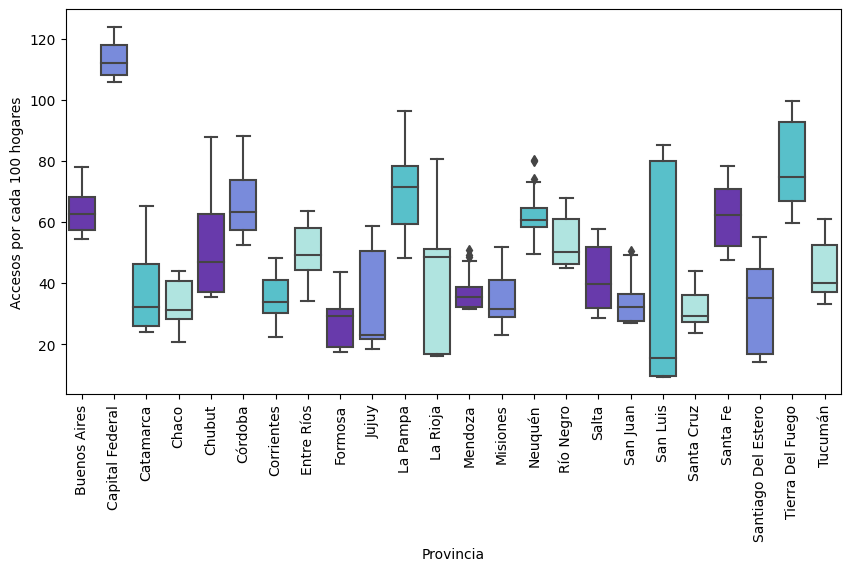 Accesos por cada 100 hogares
120
100
80
60
40
20
Buenos Aires
Capital Federal
Catamarca
Chaco
Chubut
Córdoba
Corrientes
Entre Ríos
Formosa
Jujuy
La Pampa
La Rioja
Mendoza
Misiones
Neuquén
Río Negro
Salta
San Juan
San Luis
Santa Cruz
Santa Fe
Santiago Del Estero
Tierra Del Fuego
Tucumán
Provincia